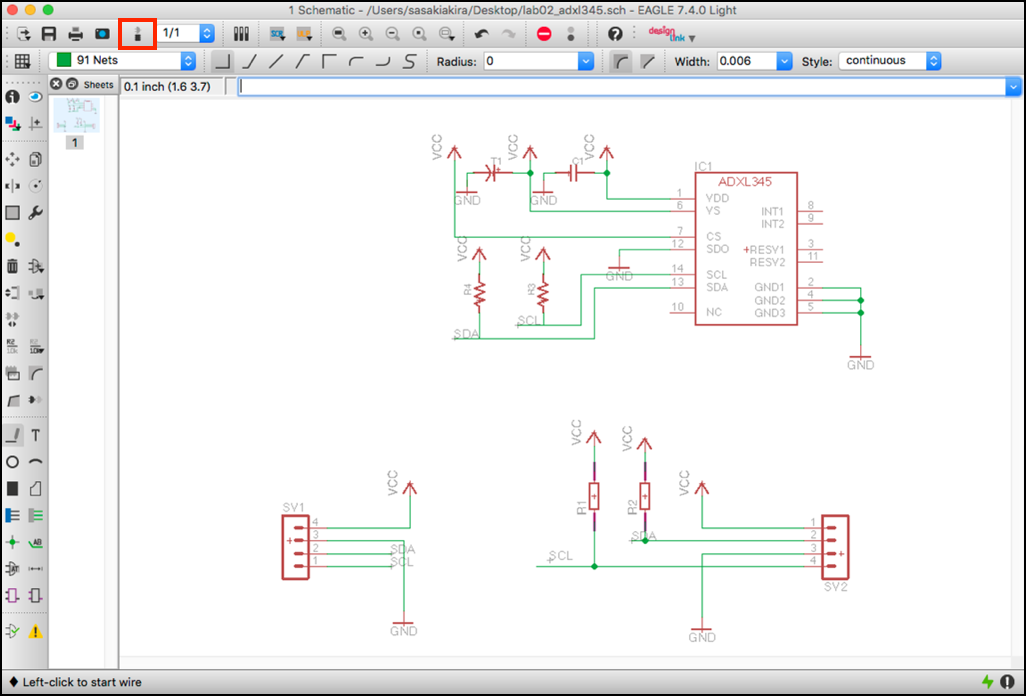 1 Schematic - /Users/sasakiakira/Desktop/lab02_adxl345.sch - EAGLE 7.4.0 Light
1/1
design link
91 Nets
Radius: 0
Width: 0.006
Style: continuous
Sheets
0.1 inch (1.6 3.7)
1
VCC
VCC
VCC
T1
C1
GND
GND
IC1
ADXL345
1
VDD
6
VS
INT1
8
INT2
9
7
CS
12
SDO
RESV1
3
RESV2
11
14
SCL
13
SDA
GND1
2
GND2
4
10
NC
GND3
5
VCC
VCC
GND
R4
R3
SCL
SDA
GND
VCC
VCC
VCC
VCC
R1
R2
SV1
4
3
2
1
SDA
SCL
SDA
SCL
1
2
3
4
SV2
GND
GND
Left-click to start wire